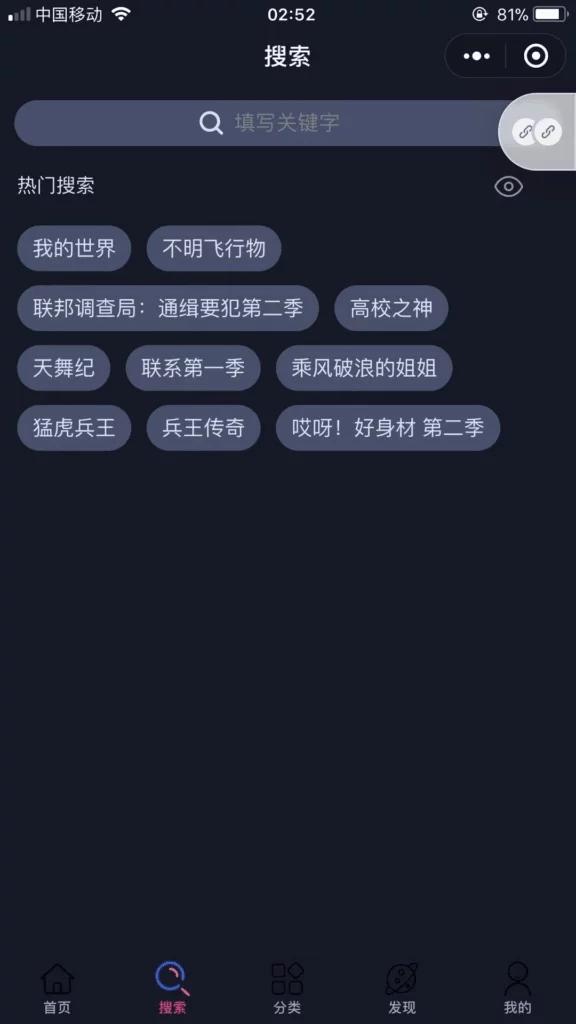 中国移动 02:52 81%
搜索
填写关键字
热门搜索
我的世界 不明飞行物
联邦调查局：通缉要犯第二季 高校之神
天舞纪 联系第一季 乘风破浪的姐姐
猛虎兵王 兵王传奇 哎呀！好身材 第二季
首页 搜索 分类 发现 我的